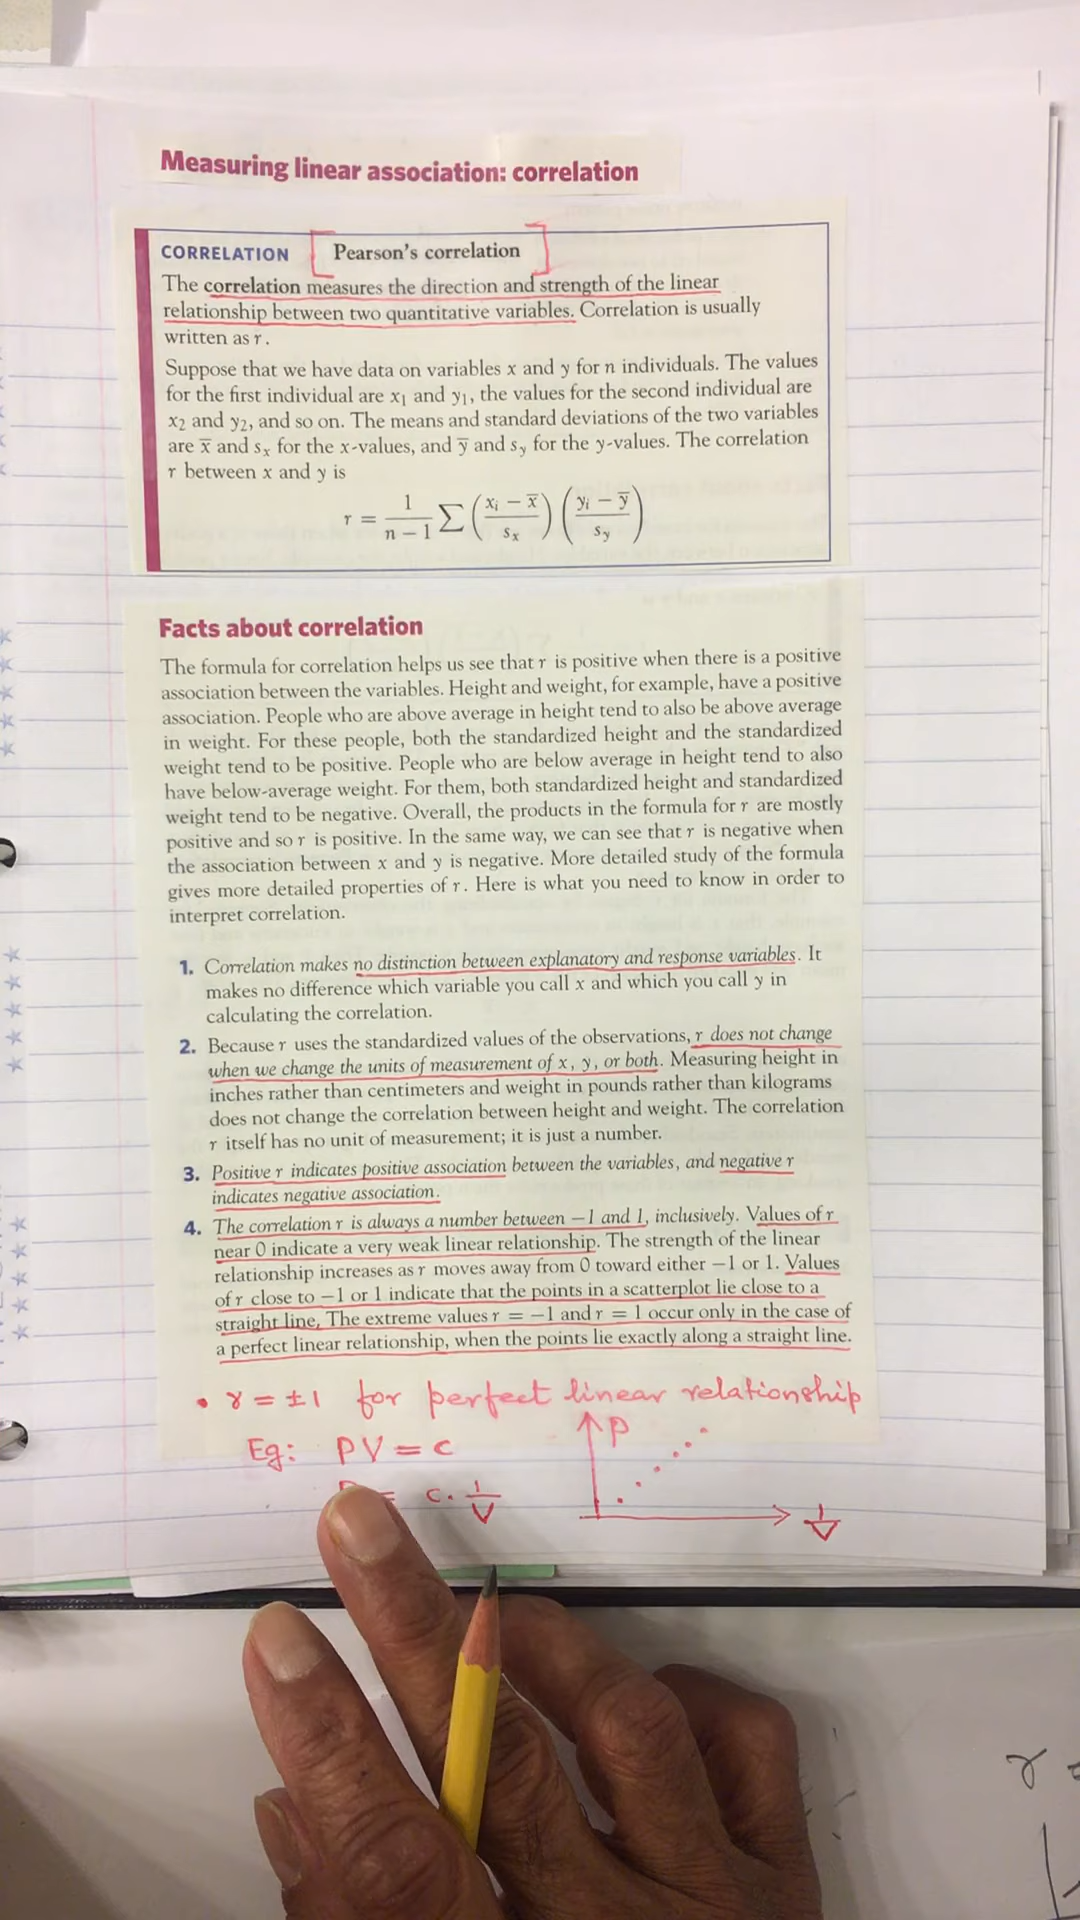 Measuring linear association: correlation
CORRELATION [Pearson's correlation]
The correlation measures the direction and strength of the linear
relationship between two quantitative variables. Correlation is usually
written as r.
Suppose that we have data on variables x and y for n individuals. The values
for the first individual are x₁ and y₁, the values for the second individual are
x₂ and y₂, and so on. The means and standard deviations of the two variables
are x̅ and sₓ for the x-values, and y̅ and s_y for the y-values. The correlation
r between x and y is
r = 1/(n − 1) ∑ ((xᵢ − x̅)/sₓ) ((yᵢ − y̅)/s_y)
Facts about correlation
The formula for correlation helps us see that r is positive when there is a positive
association between the variables. Height and weight, for example, have a positive
association. People who are above average in height tend to also be above average
in weight. For these people, both the standardized height and the standardized
weight tend to be positive. People who are below average in height tend to also
have below-average weight. For them, both standardized height and standardized
weight tend to be negative. Overall, the products in the formula for r are mostly
positive and so r is positive. In the same way, we can see that r is negative when
the association between x and y is negative. More detailed study of the formula
gives more detailed properties of r. Here is what you need to know in order to
interpret correlation.
1. Correlation makes no distinction between explanatory and response variables. It
makes no difference which variable you call x and which you call y in
calculating the correlation.
2. Because r uses the standardized values of the observations, r does not change
when we change the units of measurement of x, y, or both. Measuring height in
inches rather than centimeters and weight in pounds rather than kilograms
does not change the correlation between height and weight. The correlation
r itself has no unit of measurement; it is just a number.
3. Positive r indicates positive association between the variables, and negative r
indicates negative association.
4. The correlation r is always a number between −1 and 1, inclusively. Values of r
near 0 indicate a very weak linear relationship. The strength of the linear
relationship increases as r moves away from 0 toward either −1 or 1. Values
of r close to −1 or 1 indicate that the points in a scatterplot lie close to a
straight line, The extreme values r = −1 and r = 1 occur only in the case of
a perfect linear relationship, when the points lie exactly along a straight line.
• r = ±1 for perfect linear relationship
Eg: PV = c
= c. 1/V
P
1/V
r =